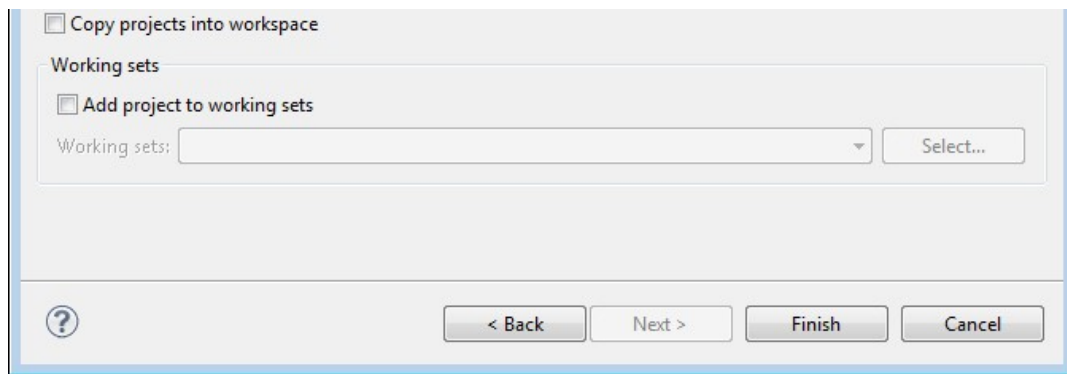 Copy projects into workspace
Working sets
Add project to working sets
Working sets: Select...
? < Back Next > Finish Cancel